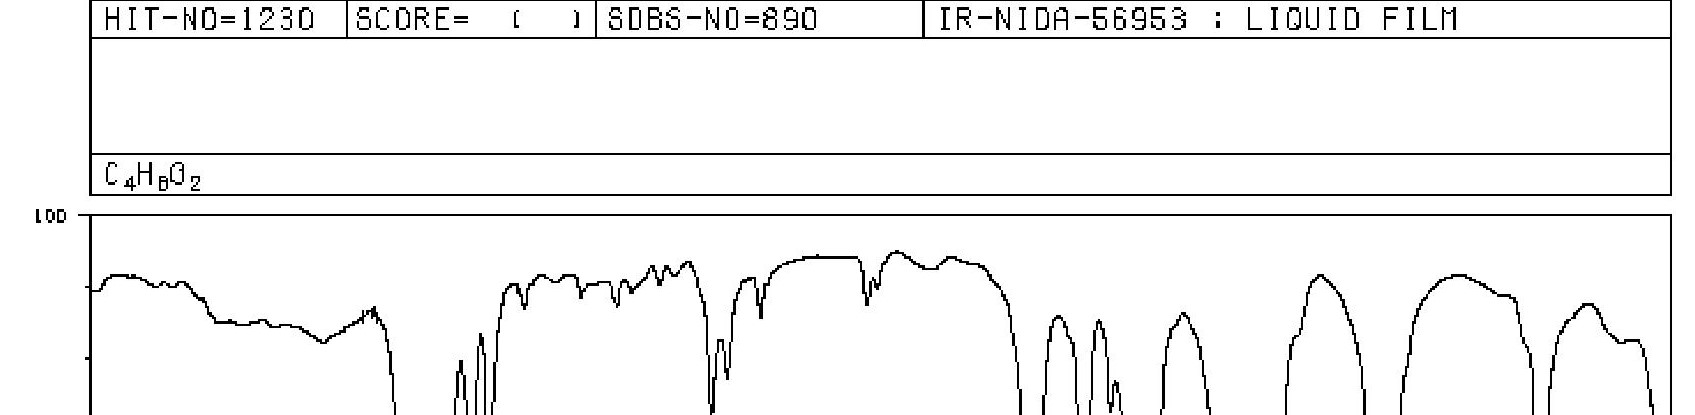 HIT-NO=1230 SCORE= ( ) SDBS-NO=890 IR-NIDA-56953 : LIQUID FILM
C4H8O2
100